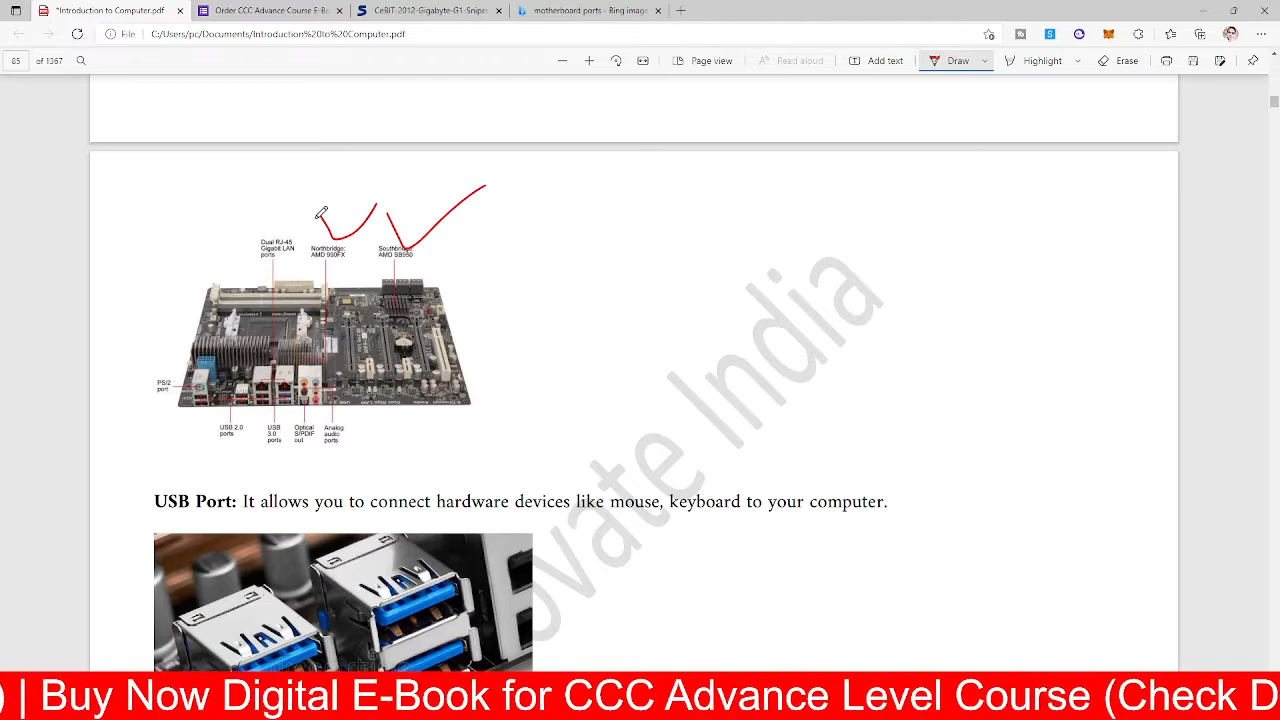 *Introduction to Computer.pdf
Order CCC Advance Course E-B
CeBIT-2012-Gigabyte-G1-Sniper
motherboard ports - Bing image
File
C:/Users/pc/Documents/Introduction%20to%20Computer.pdf
85 of 1367
Page view
Read aloud
Add text
Draw
Highlight
Erase
Dual RJ-45
Gigabit LAN
ports
Northbridge:
AMD 990FX
Southbridge:
AMD SB950
PS/2
port
USB 2.0
ports
USB
3.0
ports
Optical
S/PDIF
out
Analog
audio
ports
USB Port: It allows you to connect hardware devices like mouse, keyboard to your computer.
ovate India
) | Buy Now Digital E-Book for CCC Advance Level Course (Check D